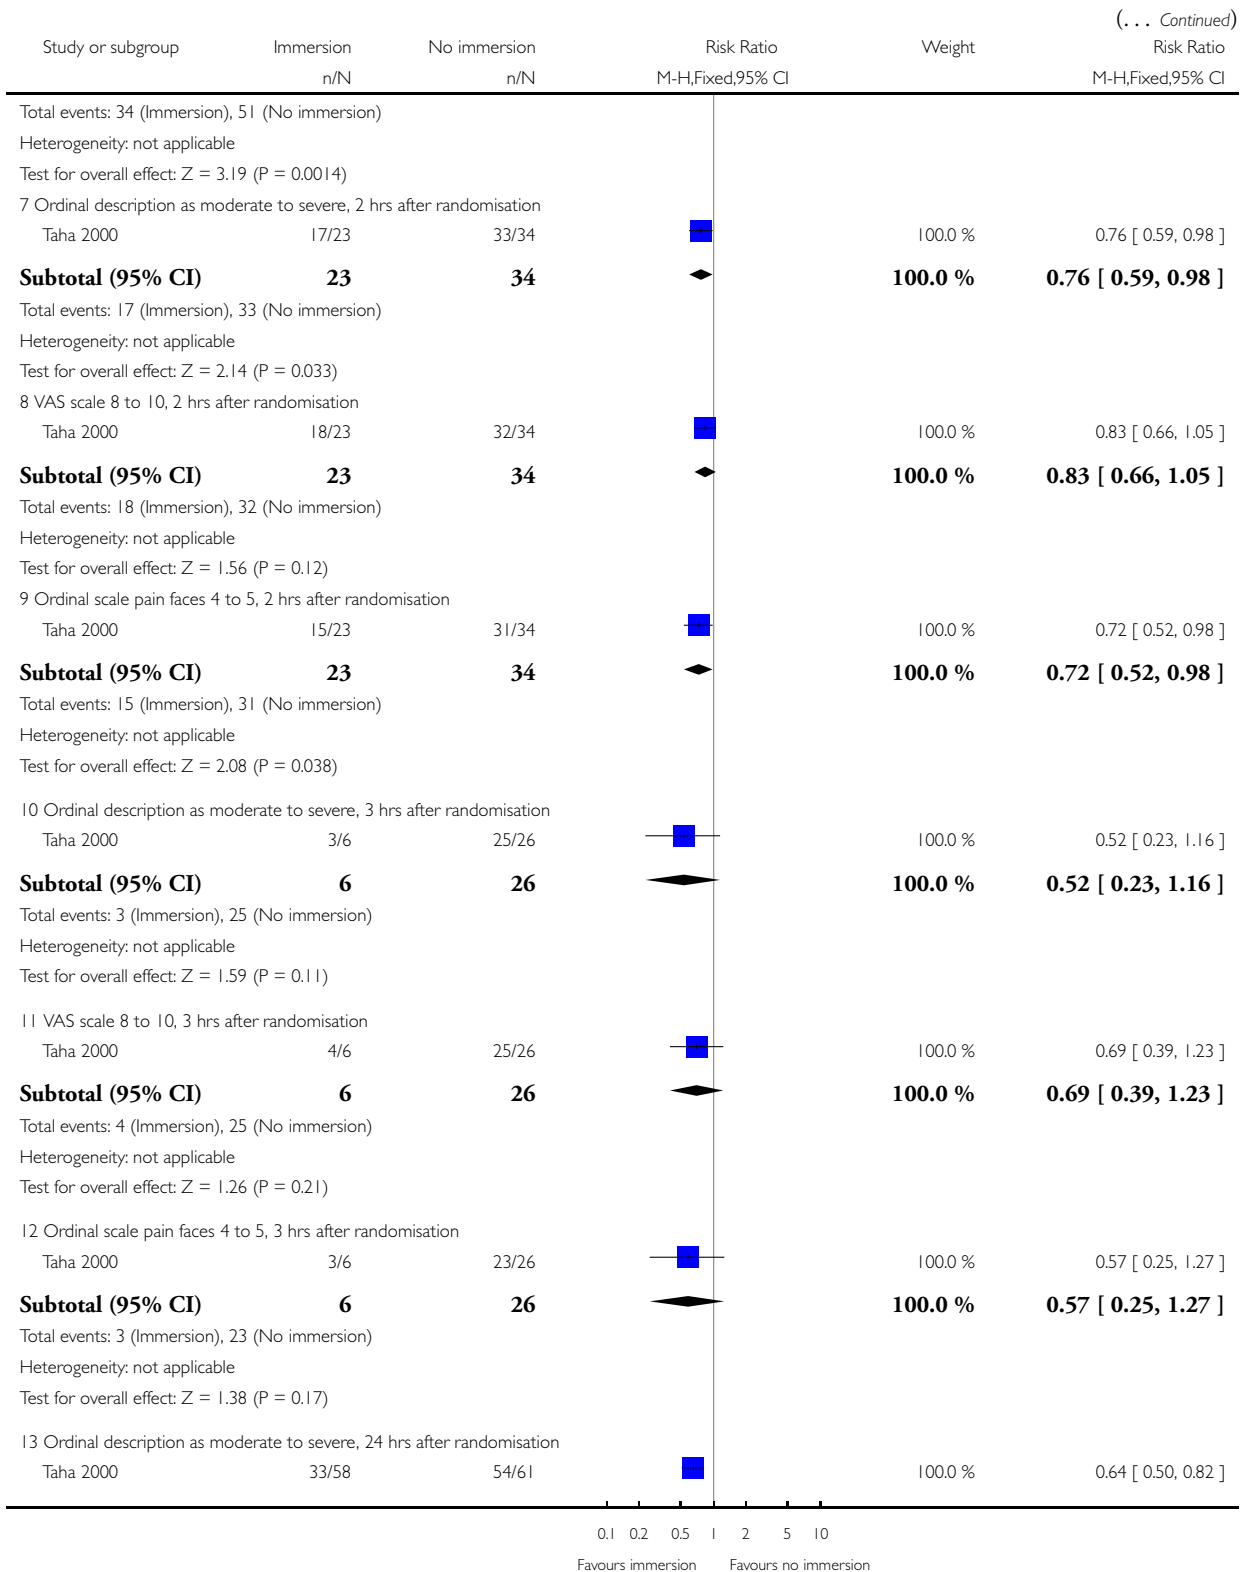 (... Continued)
Study or subgroup Immersion No immersion Risk Ratio Weight Risk Ratio
n/N n/N M-H,Fixed,95% CI M-H,Fixed,95% CI
Total events: 34 (Immersion), 51 (No immersion)
Heterogeneity: not applicable
Test for overall effect: Z = 3.19 (P = 0.0014)
7 Ordinal description as moderate to severe, 2 hrs after randomisation
Taha 2000 17/23 33/34 100.0 % 0.76 [ 0.59, 0.98 ]
Subtotal (95% CI) 23 34 100.0 % 0.76 [ 0.59, 0.98 ]
Total events: 17 (Immersion), 33 (No immersion)
Heterogeneity: not applicable
Test for overall effect: Z = 2.14 (P = 0.033)
8 VAS scale 8 to 10, 2 hrs after randomisation
Taha 2000 18/23 32/34 100.0 % 0.83 [ 0.66, 1.05 ]
Subtotal (95% CI) 23 34 100.0 % 0.83 [ 0.66, 1.05 ]
Total events: 18 (Immersion), 32 (No immersion)
Heterogeneity: not applicable
Test for overall effect: Z = 1.56 (P = 0.12)
9 Ordinal scale pain faces 4 to 5, 2 hrs after randomisation
Taha 2000 15/23 31/34 100.0 % 0.72 [ 0.52, 0.98 ]
Subtotal (95% CI) 23 34 100.0 % 0.72 [ 0.52, 0.98 ]
Total events: 15 (Immersion), 31 (No immersion)
Heterogeneity: not applicable
Test for overall effect: Z = 2.08 (P = 0.038)
10 Ordinal description as moderate to severe, 3 hrs after randomisation
Taha 2000 3/6 25/26 100.0 % 0.52 [ 0.23, 1.16 ]
Subtotal (95% CI) 6 26 100.0 % 0.52 [ 0.23, 1.16 ]
Total events: 3 (Immersion), 25 (No immersion)
Heterogeneity: not applicable
Test for overall effect: Z = 1.59 (P = 0.11)
11 VAS scale 8 to 10, 3 hrs after randomisation
Taha 2000 4/6 25/26 100.0 % 0.69 [ 0.39, 1.23 ]
Subtotal (95% CI) 6 26 100.0 % 0.69 [ 0.39, 1.23 ]
Total events: 4 (Immersion), 25 (No immersion)
Heterogeneity: not applicable
Test for overall effect: Z = 1.26 (P = 0.21)
12 Ordinal scale pain faces 4 to 5, 3 hrs after randomisation
Taha 2000 3/6 23/26 100.0 % 0.57 [ 0.25, 1.27 ]
Subtotal (95% CI) 6 26 100.0 % 0.57 [ 0.25, 1.27 ]
Total events: 3 (Immersion), 23 (No immersion)
Heterogeneity: not applicable
Test for overall effect: Z = 1.38 (P = 0.17)
13 Ordinal description as moderate to severe, 24 hrs after randomisation
Taha 2000 33/58 54/61 100.0 % 0.64 [ 0.50, 0.82 ]
0.1 0.2 0.5 1 2 5 10
Favours immersion Favours no immersion